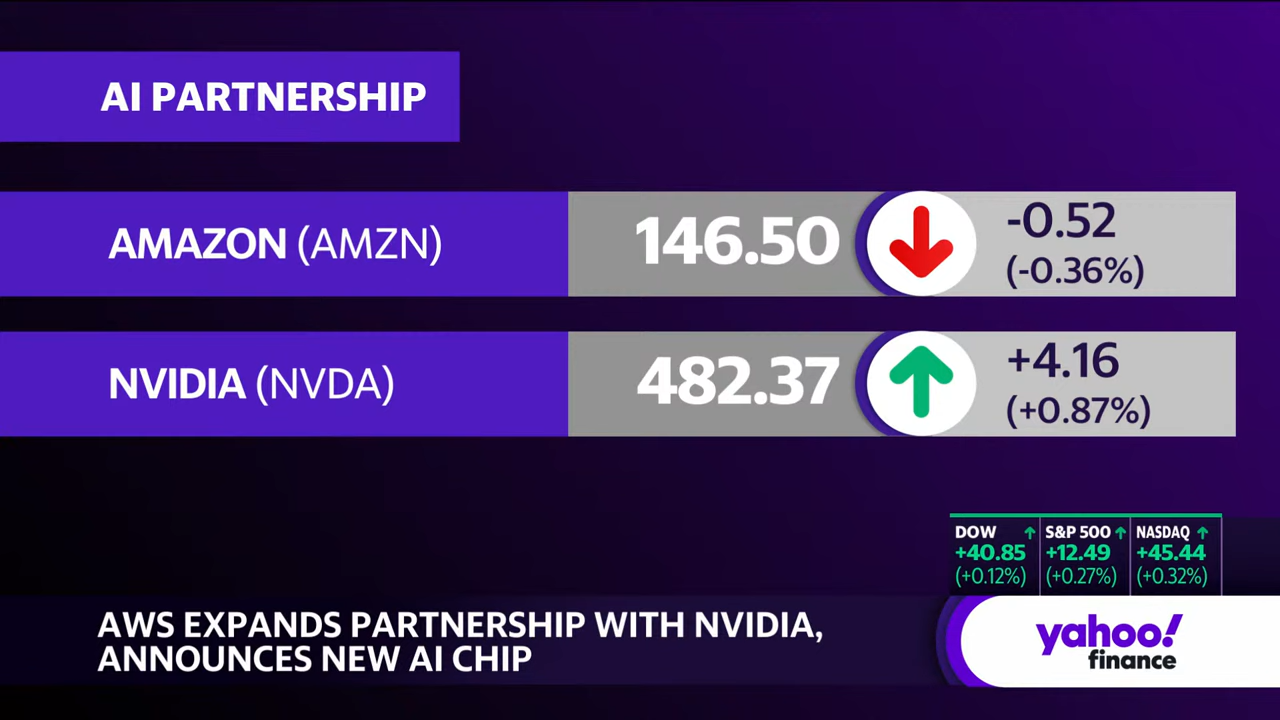 AI PARTNERSHIP
AMAZON (AMZN) 146.50 -0.52
(-0.36%)
NVIDIA (NVDA) 482.37 +4.16
(+0.87%)
DOW S&P 500 NASDAQ
+40.85 +12.49 +45.44
(+0.12%) (+0.27%) (+0.32%)
AWS EXPANDS PARTNERSHIP WITH NVIDIA,
ANNOUNCES NEW AI CHIP
yahoo!
finance